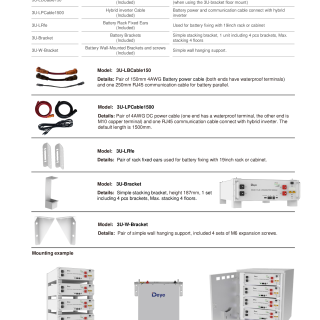 (Included)
(when using the 3U bracket floor mount)
3U-LPCable1500
Hybrid inverter Cable
(Included)
Battery power and communication cable connect with hybrid
inverter
3U-LRfe
Battery Rack Fixed Ears
(Included)
Used for battery fixing with 19inch rack or cabinet
3U-Bracket
Battery Brackets
(Included)
Simple stacking bracket, 1 unit including 4 pcs brackets, Max.
stacking 4 floors
3U-W-Bracket
Battery Wall-Mounted Brackets and screws
(Included)
Simple wall hanging support.
Model: 3U-LBCable150
Details: Pair of 150mm 4AWG Battery power cable (both ends have waterproof terminals)
and one 250mm RJ45 communication cable for battery parallel.
Model: 3U-LPCable1500
Details: Pair of 4AWG DC power cable (one end has a waterproof terminal, the other end is
M10 copper terminal) and one RJ45 communication cable connect with hybrid inverter. The
default length is 1500mm.
Model: 3U-LRfe
Details: Pair of rack fixed ears used for battery fixing with 19inch rack or cabinet.
Model: 3U-Bracket
Details: Simple stacking bracket, height 187mm. 1 set
including 4 pcs brackets, Max. stacking 4 floors.
Model: 3U-W-Bracket
Details: Pair of simple wall hanging support, included 4 sets of M6 expansion screws.
Mounting example
Deye